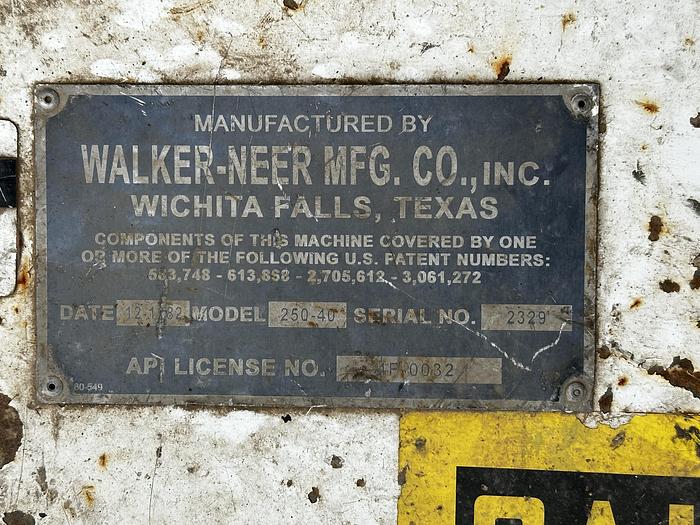 MANUFACTURED BY
WALKER-NEER MFG. CO., INC.
WICHITA FALLS, TEXAS
COMPONENTS OF THIS MACHINE COVERED BY ONE
OR MORE OF THE FOLLOWING U.S. PATENT NUMBERS:
583,748 - 613,868 - 2,705,612 - 3,061,272
DATE 12-1-82 MODEL 250-40 SERIAL NO. 2329
API LICENSE NO. 4F-0032
80-549